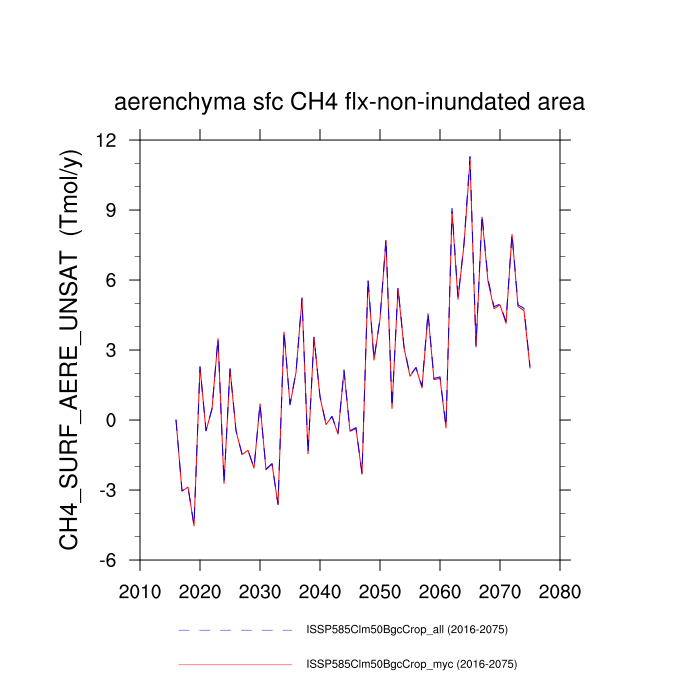 aerenchyma sfc CH4 flx-non-inundated area
CH4_SURF_AERE_UNSAT (Tmol/y)
12
9
6
3
0
-3
-6
2010 2020 2030 2040 2050 2060 2070 2080
ISSP585Clm50BgcCrop_all (2016-2075)
ISSP585Clm50BgcCrop_myc (2016-2075)